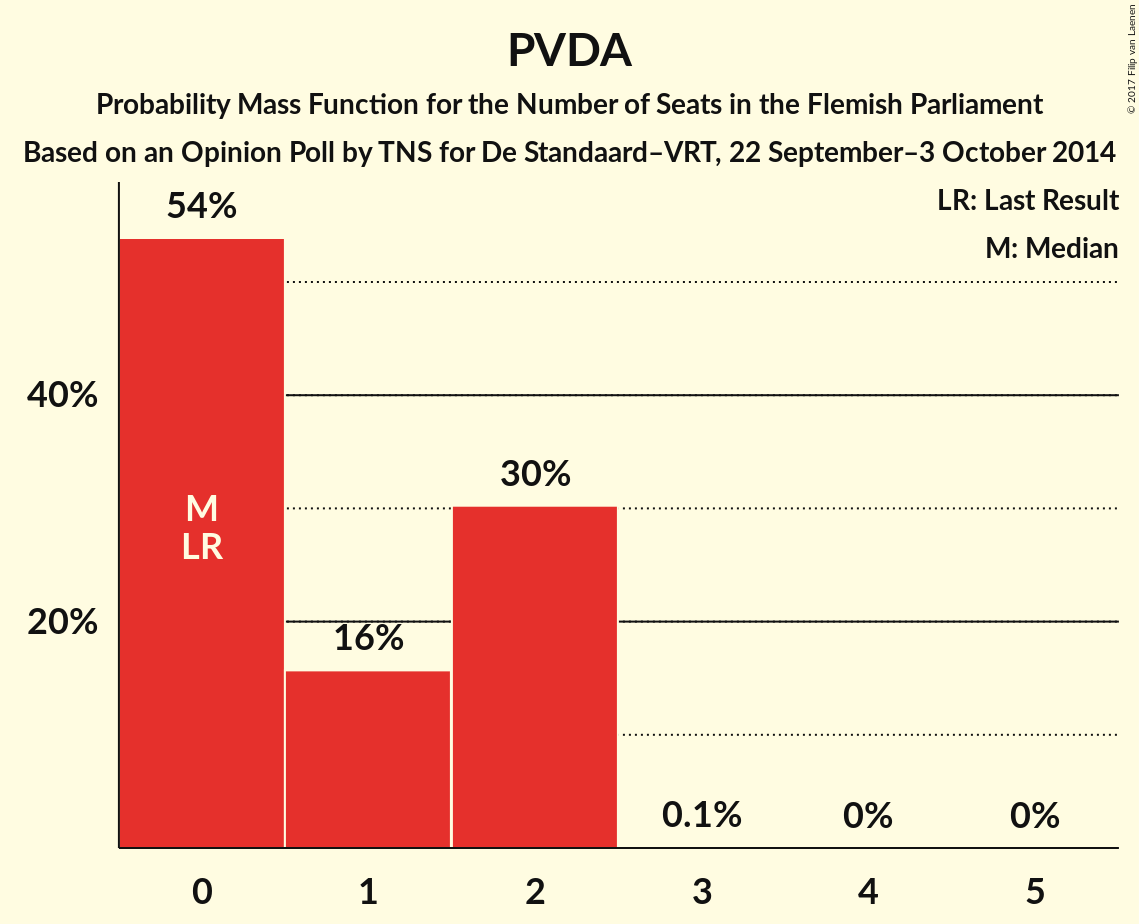 PVDA
Probability Mass Function for the Number of Seats in the Flemish Parliament
Based on an Opinion Poll by TNS for De Standaard–VRT, 22 September–3 October 2014
© 2017 Filip van Laenen
LR: Last Result
M: Median
54%
40%
30%
M
LR
20%
16%
0.1%
0%
0%
0
1
2
3
4
5